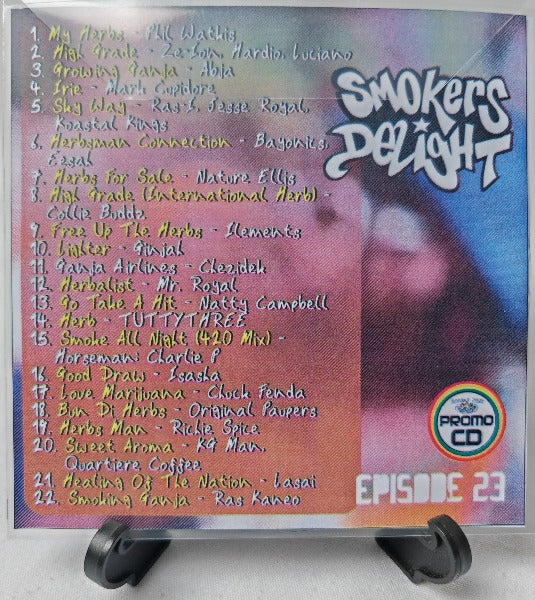 1. My Herbs - Phil Watkis
2. High Grade - Ze-Ion, Hardio, Luciano
3. Growing Ganja - Abja
4. Irie - Mark Cupidore
5. Sky Way - Ras-I, Jesse Royal,
Koastal Kings
6. Herbsman Connection - Bayonics,
Eesah
7. Herbs For Sale - Nature Ellis
8. High Grade (International Herb) -
Collie Buddz
9. Free Up The Herbs - Ilements
10. Lighter - Ginjah
11. Ganja Airlines - Chezidek
12. Herbalist - Mr. Royal
13. Go Take A Hit - Natty Campbell
14. Herb - TUTTYTHREE
15. Smoke All Night (420 Mix) -
Horseman; Charlie P
16. Good Draw - Isasha
17. Love Marijuana - Chuck Fenda
18. Bun Di Herbs - Original Paupers
19. Herbs Man - Richie Spice
20. Sweet Aroma - KG Man,
Quartiere Coffee
21. Healing Of The Nation - Lasai
22. Smoking Ganja - Ras Kaneo
SMOKERS
DELIGHT
PROMO
CD
EPISODE 23